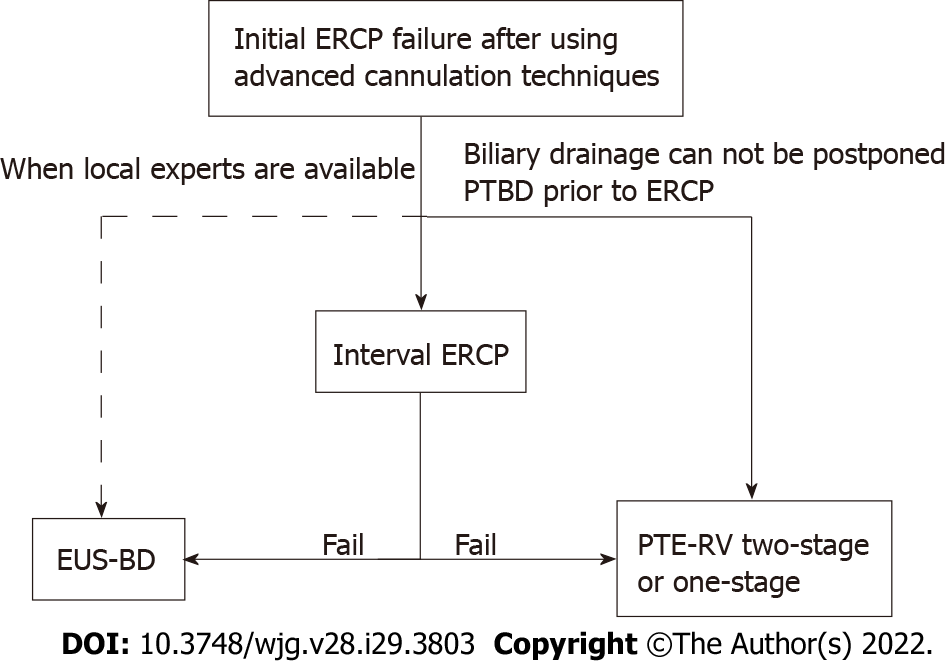 Initial ERCP failure after using
advanced cannulation techniques
When local experts are available
Biliary drainage can not be postponed
PTBD prior to ERCP
Interval ERCP
Fail
Fail
EUS-BD
PTE-RV two-stage
or one-stage
DOI: 10.3748/wjg.v28.i29.3803 Copyright ©The Author(s) 2022.